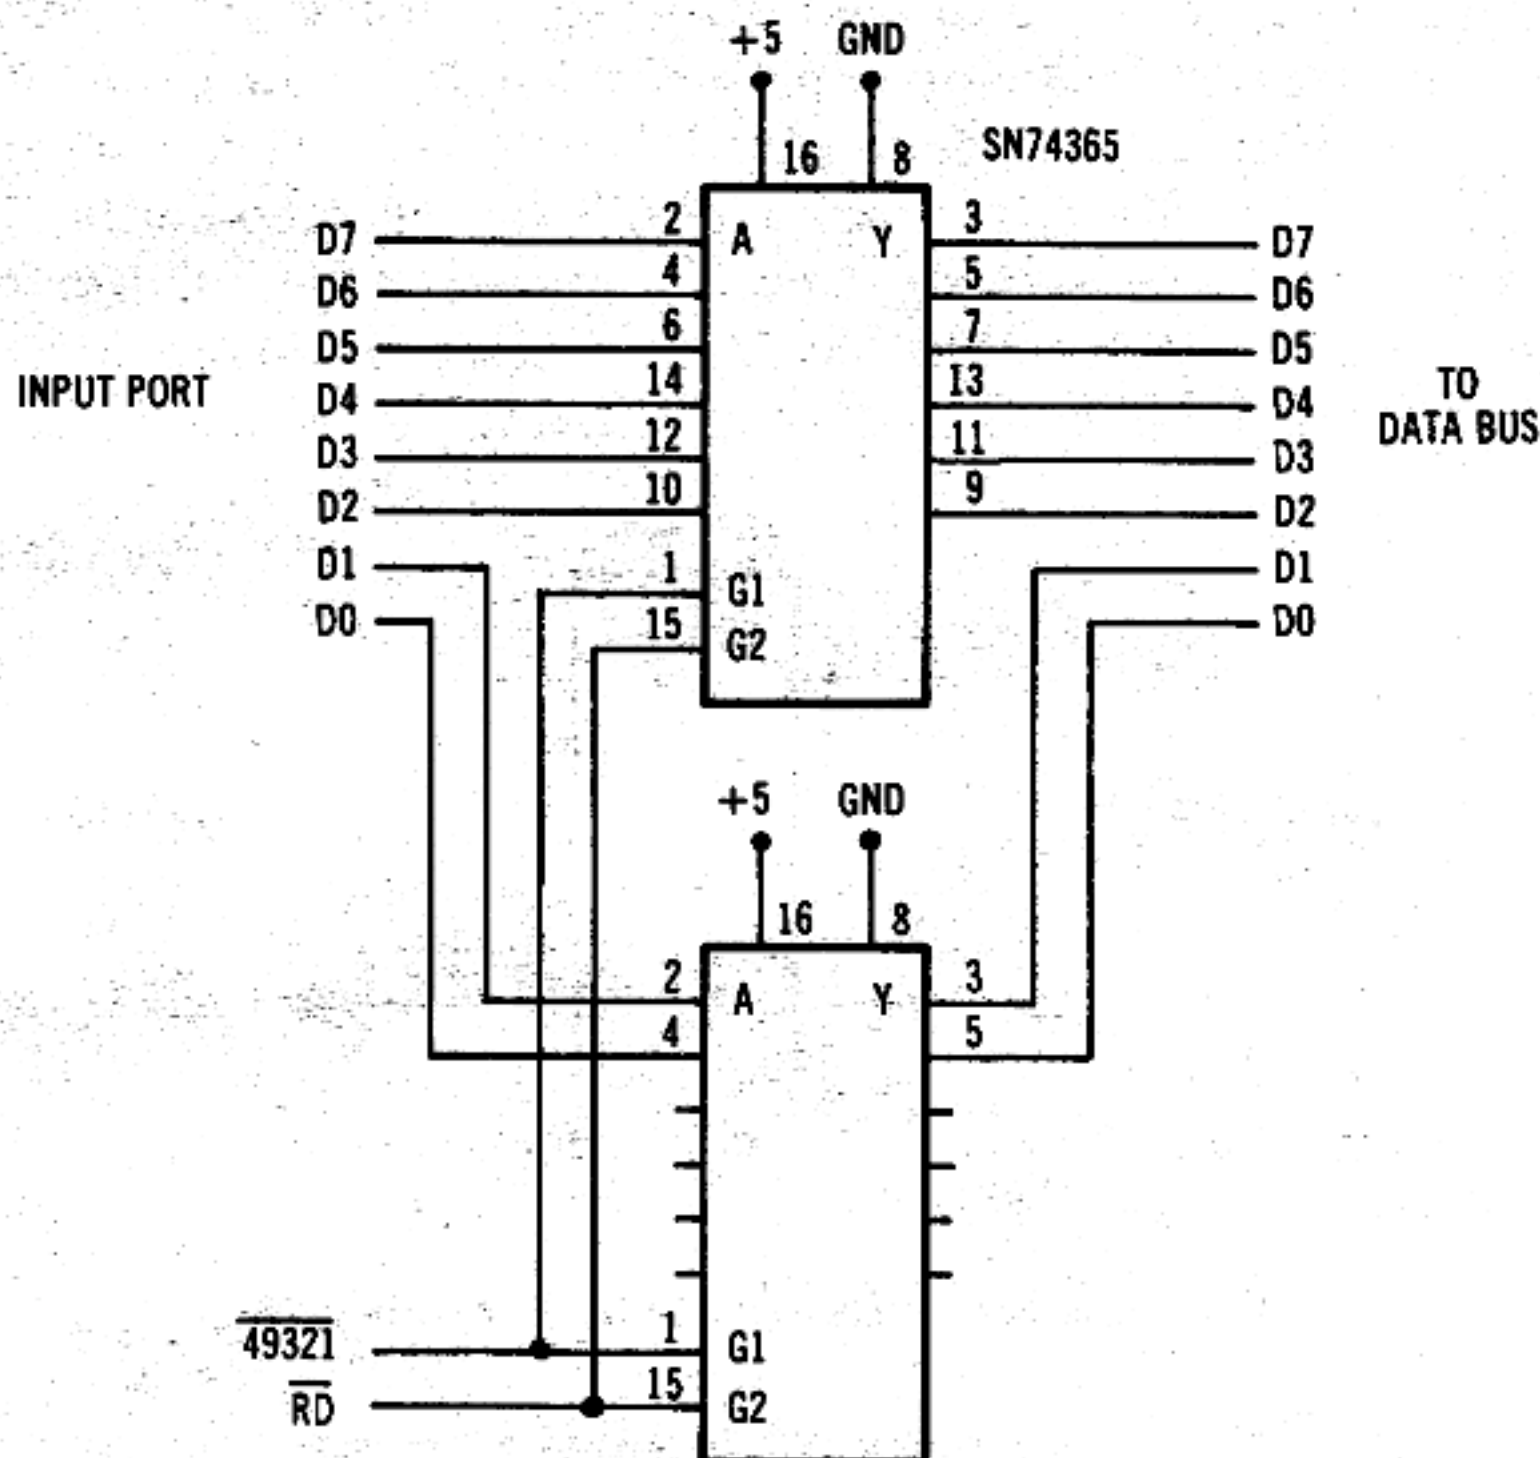 +5 GND
16 8 SN74365
D7 2 A Y 3 D7
D6 4 5 D6
D5 6 7 D5
INPUT PORT D4 14 I3 D4 TO DATA BUS
D3 12 11 D3
D2 10 9 D2
D1 1 G1 D1
D0 15 G2 D0
+5 GND
16 8
2 A Y 3
4 5
49321 1 G1
RD 15 G2